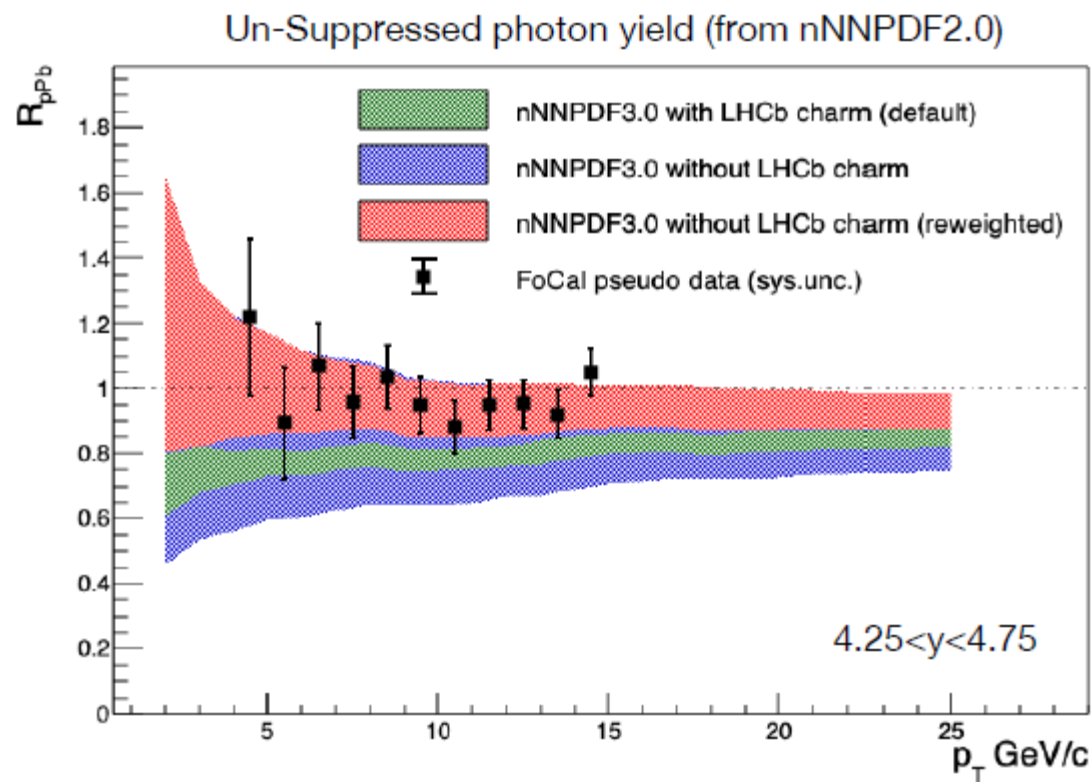 Un-Suppressed photon yield (from nNNPDF2.0)
R_pPb
nNNPDF3.0 with LHCb charm (default)
nNNPDF3.0 without LHCb charm
nNNPDF3.0 without LHCb charm (reweighted)
FoCal pseudo data (sys.unc.)
1.8
1.6
1.4
1.2
1
0.8
0.6
0.4
0.2
0
4.25<y<4.75
5
10
15
20
25
p_T GeV/c